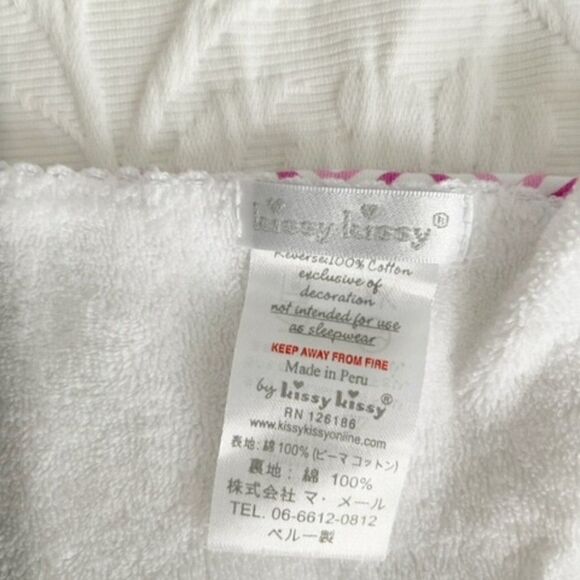 kissy kissy®
Reverse:100% Cotton
exclusive of
decoration
not intended for use
as sleepwear
KEEP AWAY FROM FIRE
Made in Peru
by kissy kissy®
RN 126186
www.kissykissyonline.com
表地: 綿100% (ピーマ コットン)
裏地: 綿 100%
株式会社 マ・メール
TEL. 06-6612-0812
ペルー製